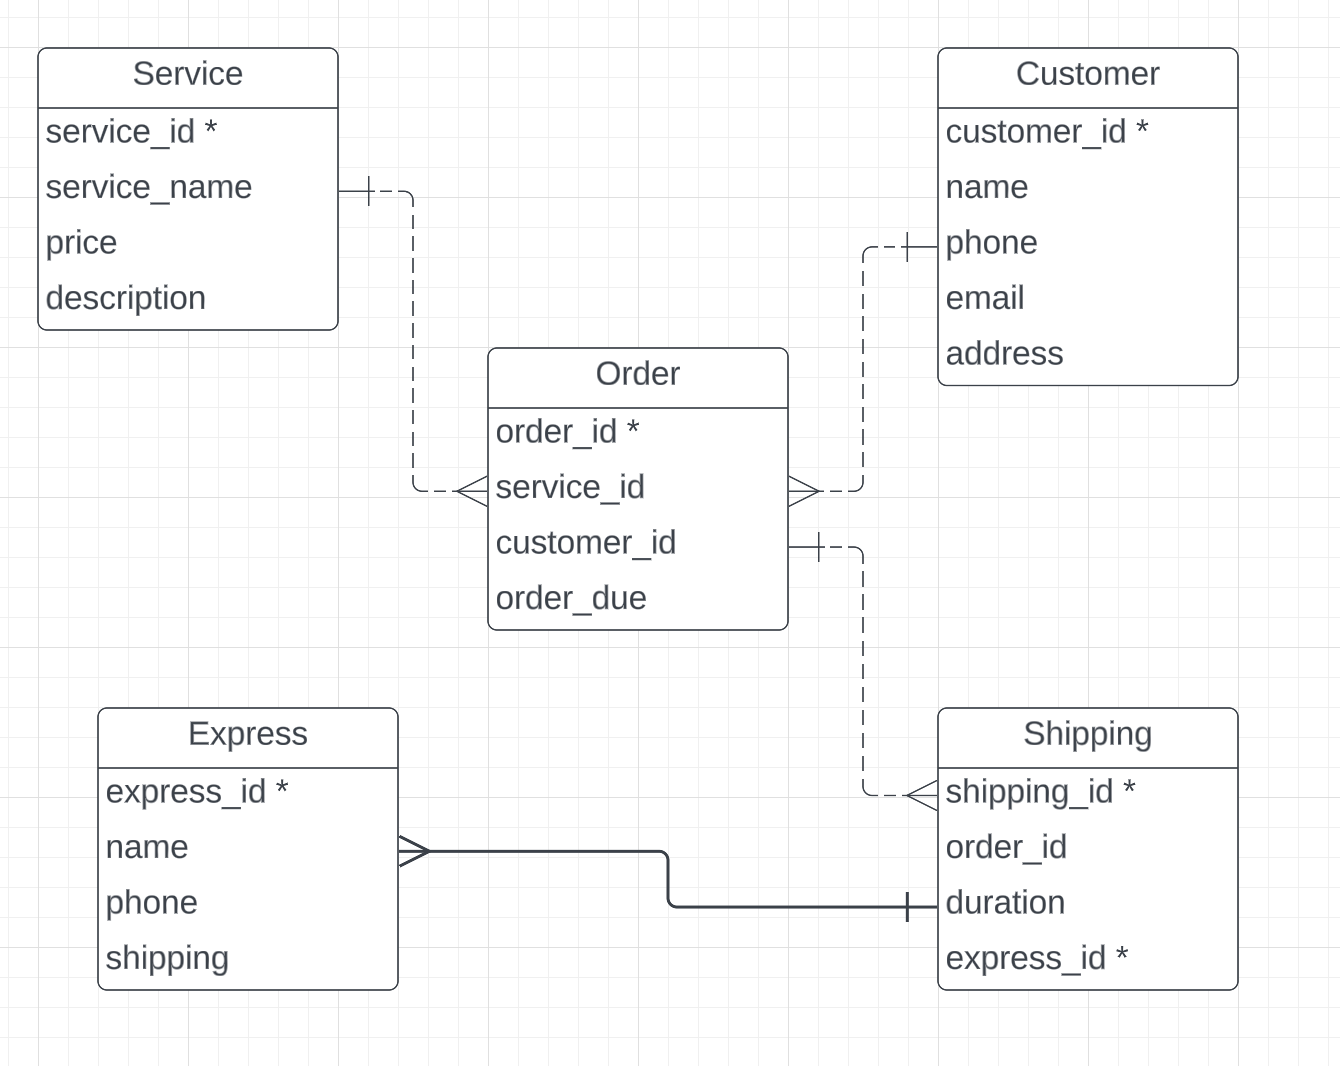 Service
service_id *
service_name
price
description
Customer
customer_id *
name
phone
email
address
Order
order_id *
service_id
customer_id
order_due
Express
express_id *
name
phone
shipping
Shipping
shipping_id *
order_id
duration
express_id *